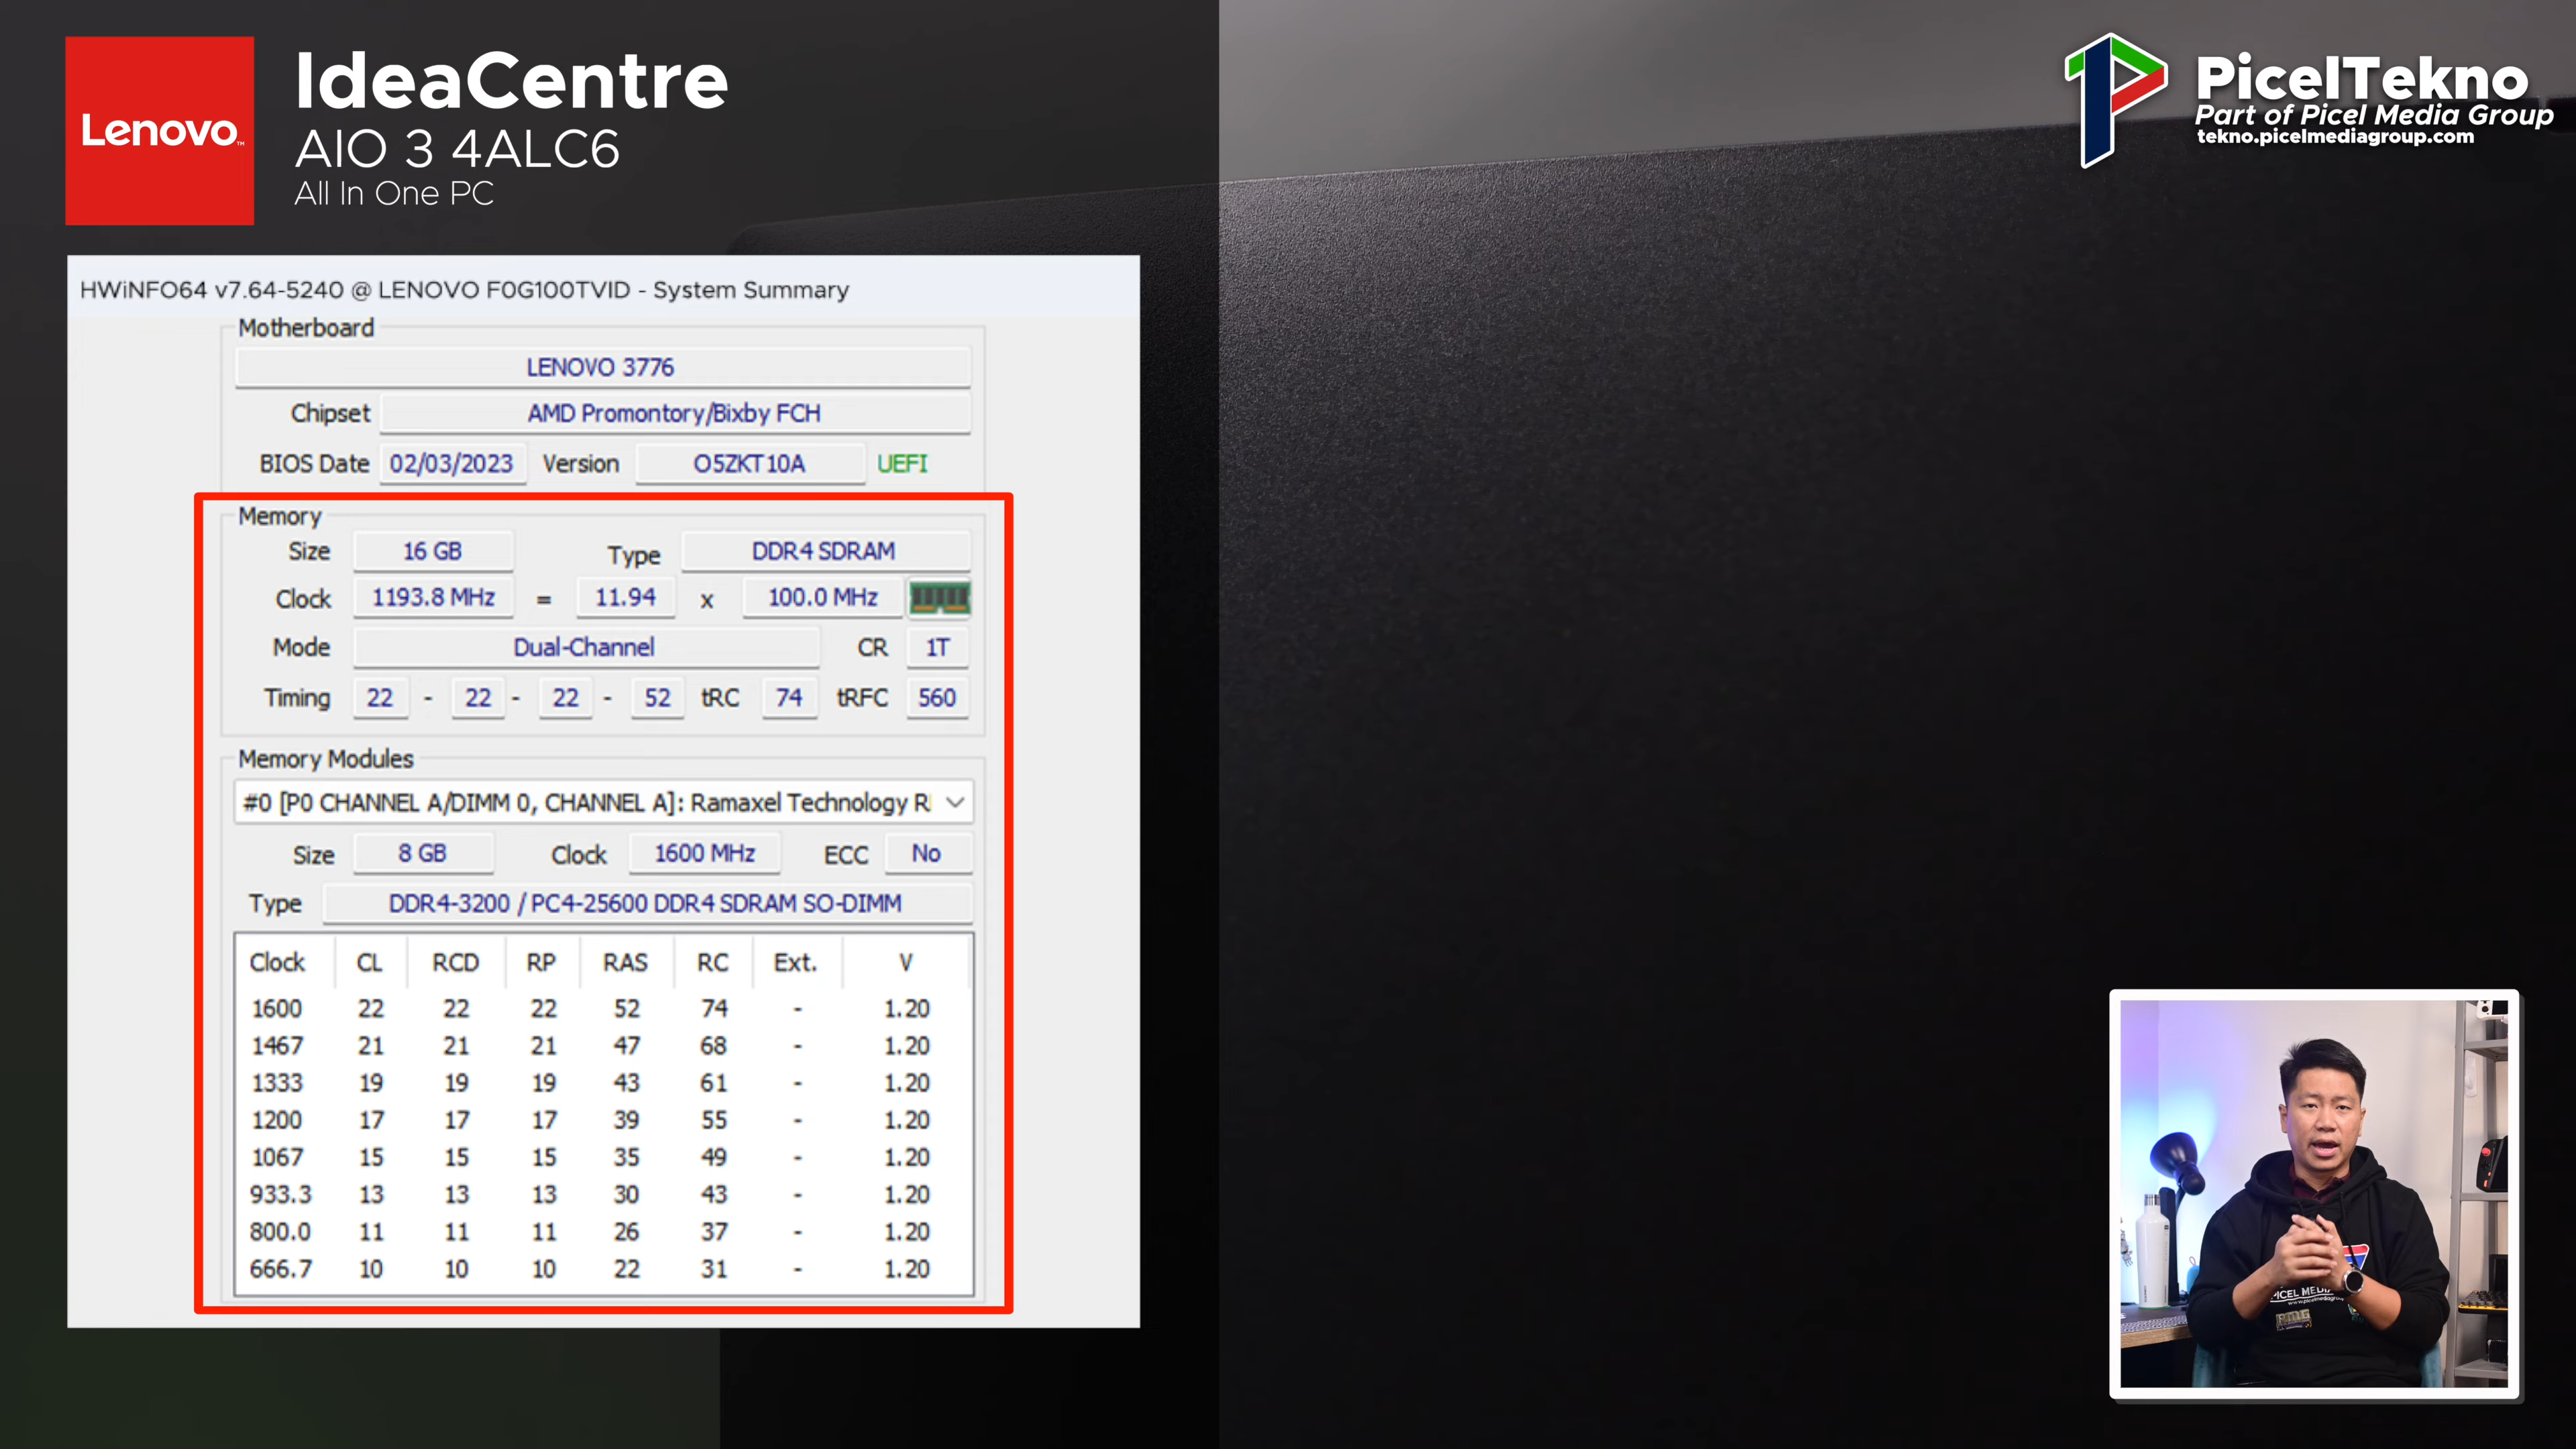 Lenovo™
IdeaCentre
AIO 3 4ALC6
All In One PC
PicelTekno
Part of Picel Media Group
tekno.picelmediagroup.com
HWiNFO64 v7.64-5240 @ LENOVO F0G100TVID - System Summary
Motherboard
LENOVO 3776
Chipset AMD Promontory/Bixby FCH
BIOS Date 02/03/2023 Version O5ZKT10A UEFI
Memory
Size 16 GB Type DDR4 SDRAM
Clock 1193.8 MHz = 11.94 x 100.0 MHz
Mode Dual-Channel CR 1T
Timing 22 - 22 - 22 - 52 tRC 74 tRFC 560
Memory Modules
#0 [P0 CHANNEL A/DIMM 0, CHANNEL A]: Ramaxel Technology R
Size 8 GB Clock 1600 MHz ECC No
Type DDR4-3200 / PC4-25600 DDR4 SDRAM SO-DIMM
Clock CL RCD RP RAS RC Ext. V
1600 22 22 22 52 74 - 1.20
1467 21 21 21 47 68 - 1.20
1333 19 19 19 43 61 - 1.20
1200 17 17 17 39 55 - 1.20
1067 15 15 15 35 49 - 1.20
933.3 13 13 13 30 43 - 1.20
800.0 11 11 11 26 37 - 1.20
666.7 10 10 10 22 31 - 1.20
PICEL MEDIA